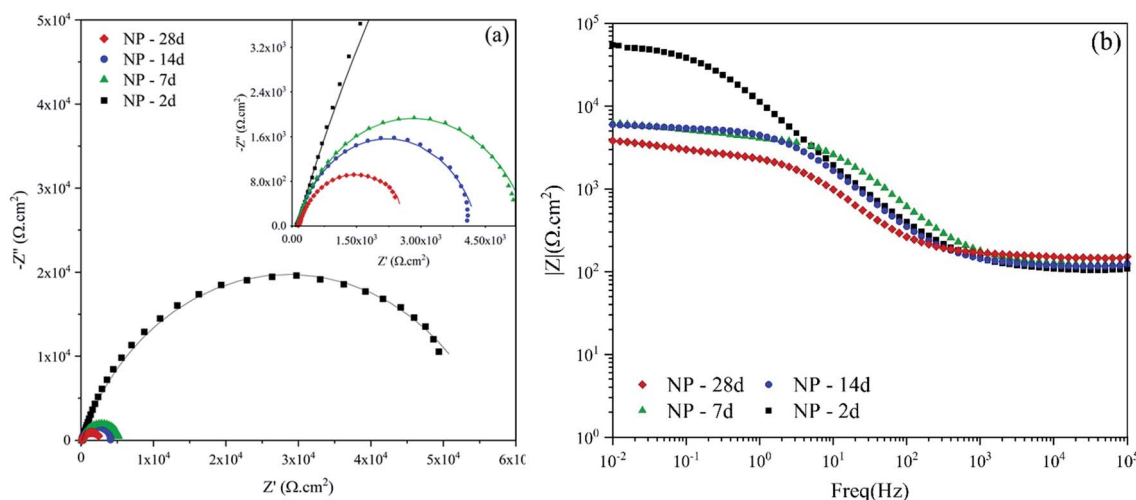 (a)
NP - 28d
NP - 14d
NP - 7d
NP - 2d
-Z'' (Ω.cm²)
5x10⁴
4x10⁴
3x10⁴
2x10⁴
1x10⁴
0
0
1x10⁴
2x10⁴
3x10⁴
4x10⁴
5x10⁴
6x10
Z' (Ω.cm²)
-Z'' (Ω.cm²)
3.2x10³
2.4x10³
1.6x10³
8.0x10²
0.0
0.00
1.50x10³
3.00x10³
4.50x10³
Z' (Ω.cm²)
(b)
|Z|(Ω.cm²)
10⁵
10⁴
10³
10²
10¹
10⁰
NP - 28d
NP - 14d
NP - 7d
NP - 2d
10⁻²
10⁻¹
10⁰
10¹
10²
10³
10⁴
10⁵
Freq(Hz)